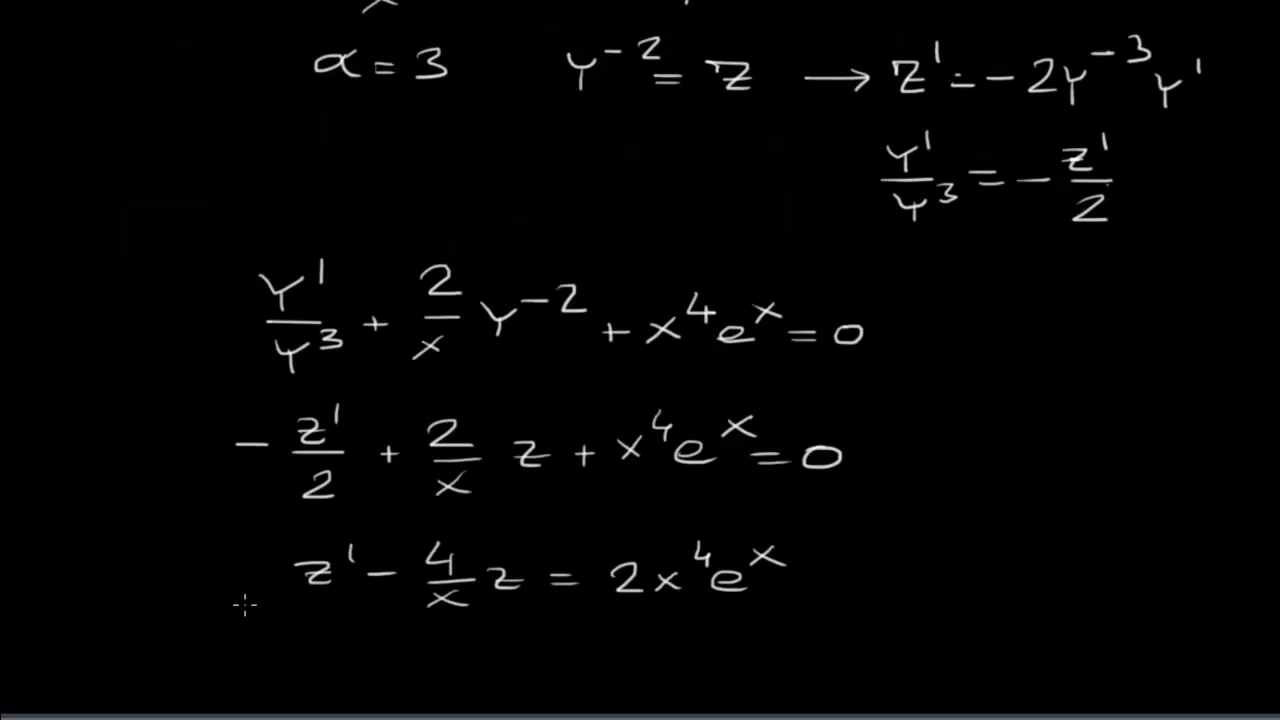 α = 3 y⁻² = z → z' = -2y⁻³y'
y'/y³ = - z'/2
y'/y³ + 2/x y⁻² + x⁴eˣ = 0
- z'/2 + 2/x z + x⁴eˣ = 0
z' - 4/x z = 2x⁴eˣ